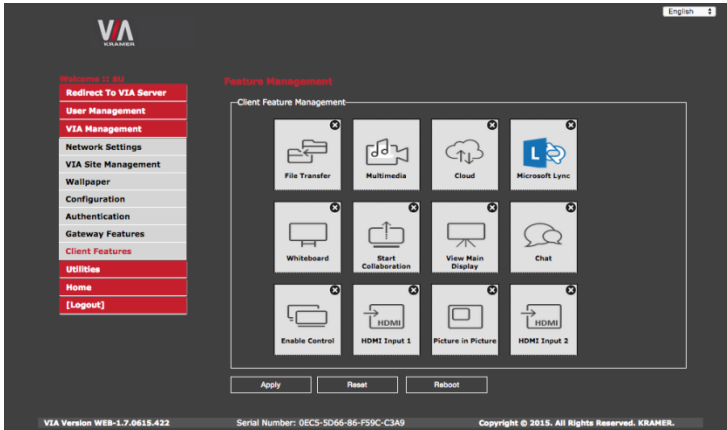 English
VIA
KRAMER
Welcome !! SU
Redirect To VIA Server
User Management
VIA Management
Network Settings
VIA Site Management
Wallpaper
Configuration
Authentication
Gateway Features
Client Features
Utilities
Home
[Logout]
Feature Management
Client Feature Management
File Transfer
Multimedia
Cloud
L
Microsoft Lync
Whiteboard
Start
Collaboration
View Main
Display
Chat
Enable Control
HDMI
HDMI Input 1
Picture in Picture
HDMI
HDMI Input 2
Apply
Reset
Reboot
VIA Version WEB-1.7.0615.422
Serial Number: 0EC5-5D66-86-F59C-C3A9
Copyright © 2015. All Rights Reserved. KRAMER.